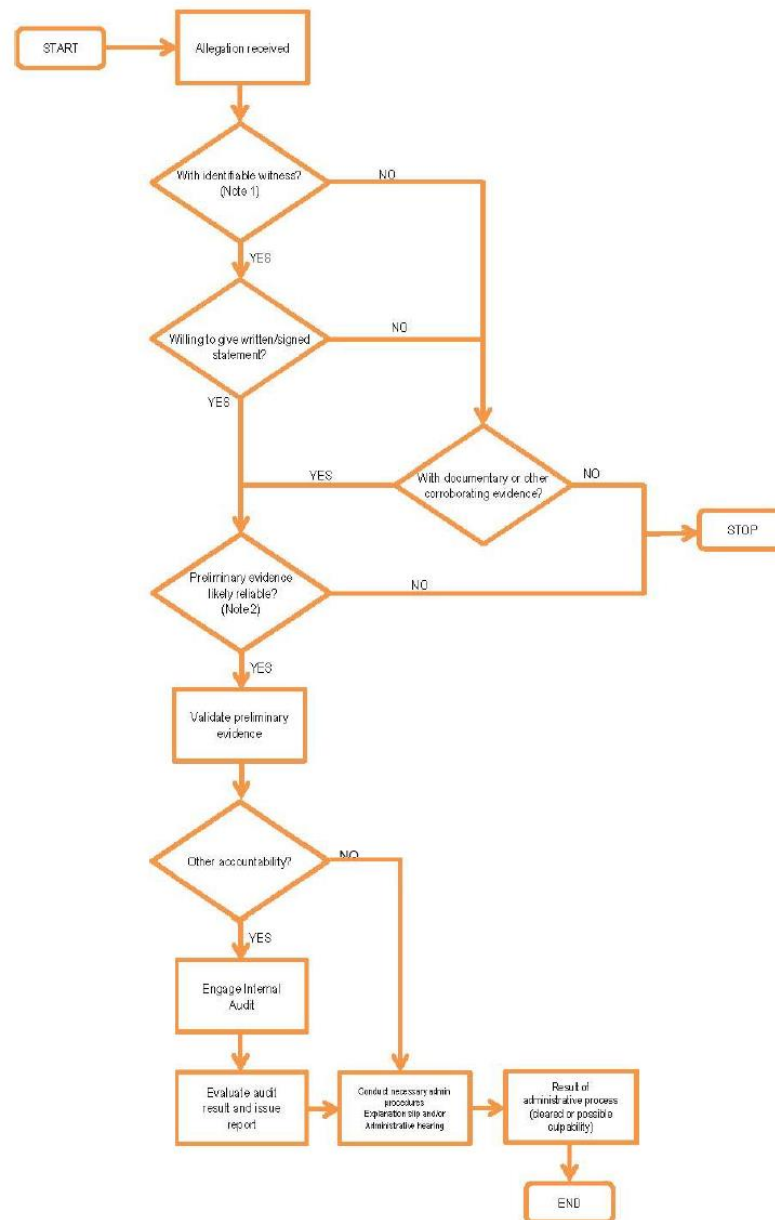 START
Allegation received
With identifiable witness?
(Note 1)
NO
YES
Willing to give written/signed
statement?
NO
YES
With documentary or other
corroborating evidence?
YES
NO
STOP
Preliminary evidence
likely reliable?
(Note 2)
NO
YES
Validate preliminary
evidence
Other accountability?
NO
YES
Engage Internal
Audit
Evaluate audit
result and issue
report
Conduct necessary admin
procedures
Explanation slip and/or
Administrative hearing
Result of
administrative process
(cleared or possible
culpability)
END